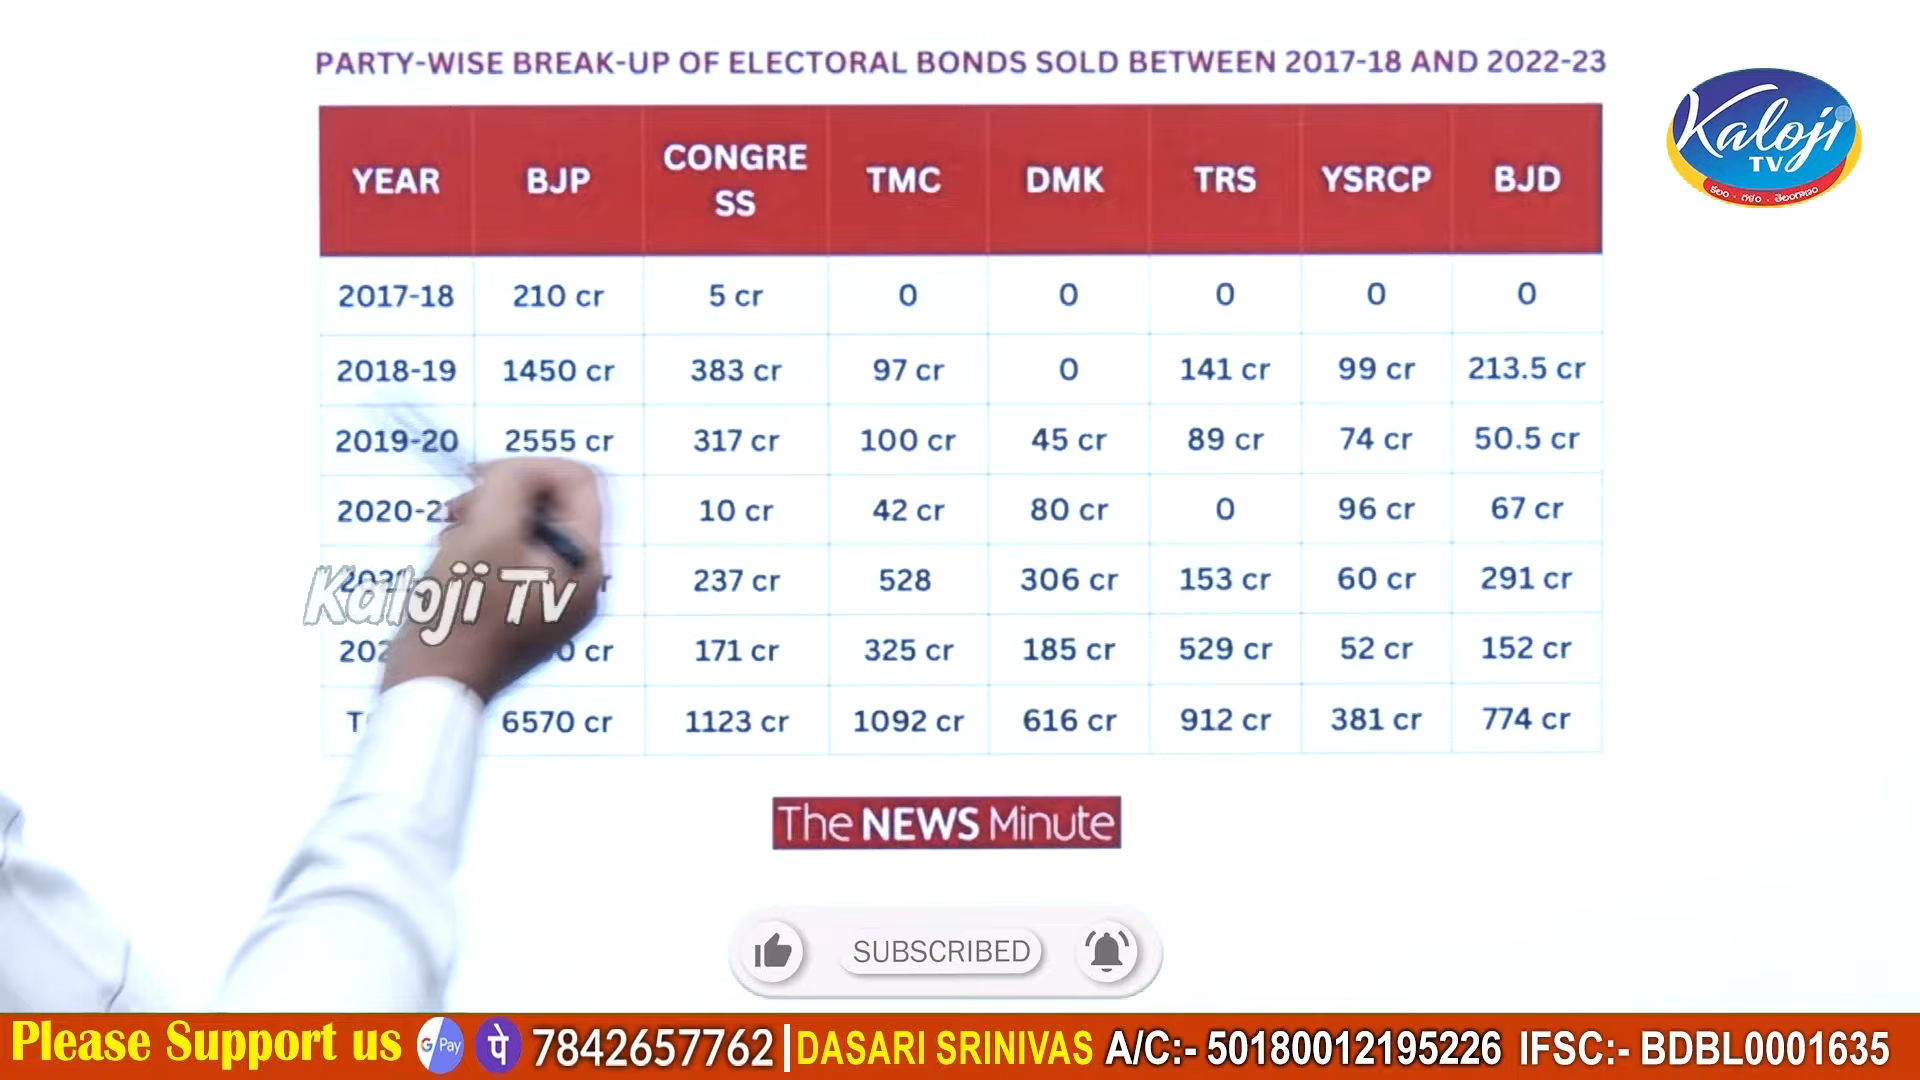 PARTY-WISE BREAK-UP OF ELECTORAL BONDS SOLD BETWEEN 2017-18 AND 2022-23
Kaloji
TV
YEAR BJP CONGRE SS TMC DMK TRS YSRCP BJD
2017-18 210 cr 5 cr 0 0 0 0 0
2018-19 1450 cr 383 cr 97 cr 0 141 cr 99 cr 213.5 cr
2019-20 2555 cr 317 cr 100 cr 45 cr 89 cr 74 cr 50.5 cr
2020-21 10 cr 42 cr 80 cr 0 96 cr 67 cr
237 cr 528 306 cr 153 cr 60 cr 291 cr
Kaloji Tv
cr 171 cr 325 cr 185 cr 529 cr 52 cr 152 cr
6570 cr 1123 cr 1092 cr 616 cr 912 cr 381 cr 774 cr
The NEWS Minute
SUBSCRIBED
Please Support us G Pay पे 7842657762 | DASARI SRINIVAS A/C:- 50180012195226 IFSC:- BDBL0001635